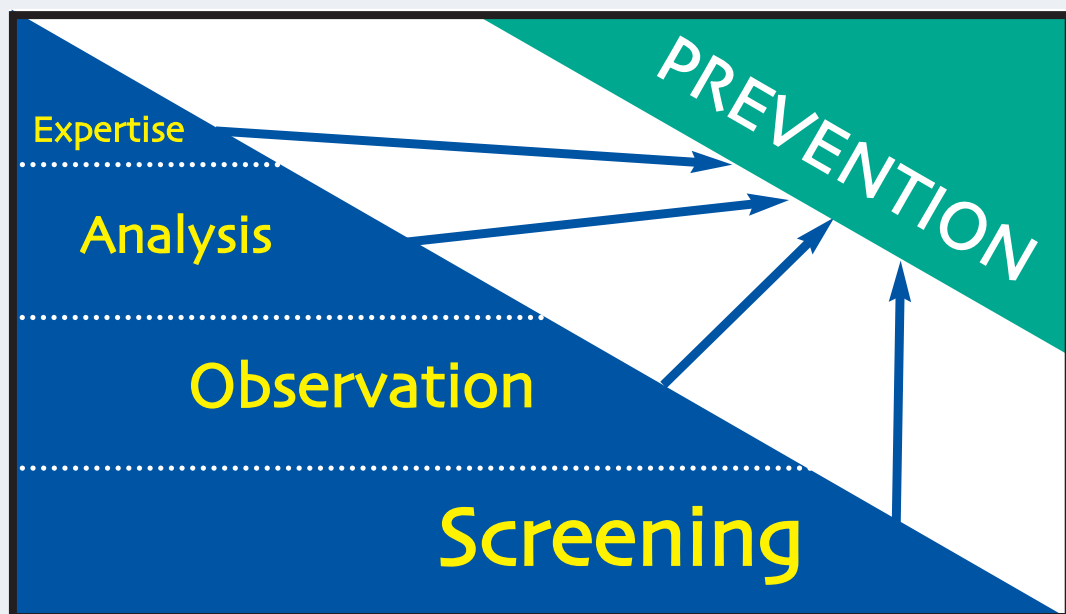 PREVENTION
Expertise
Analysis
Observation
Screening